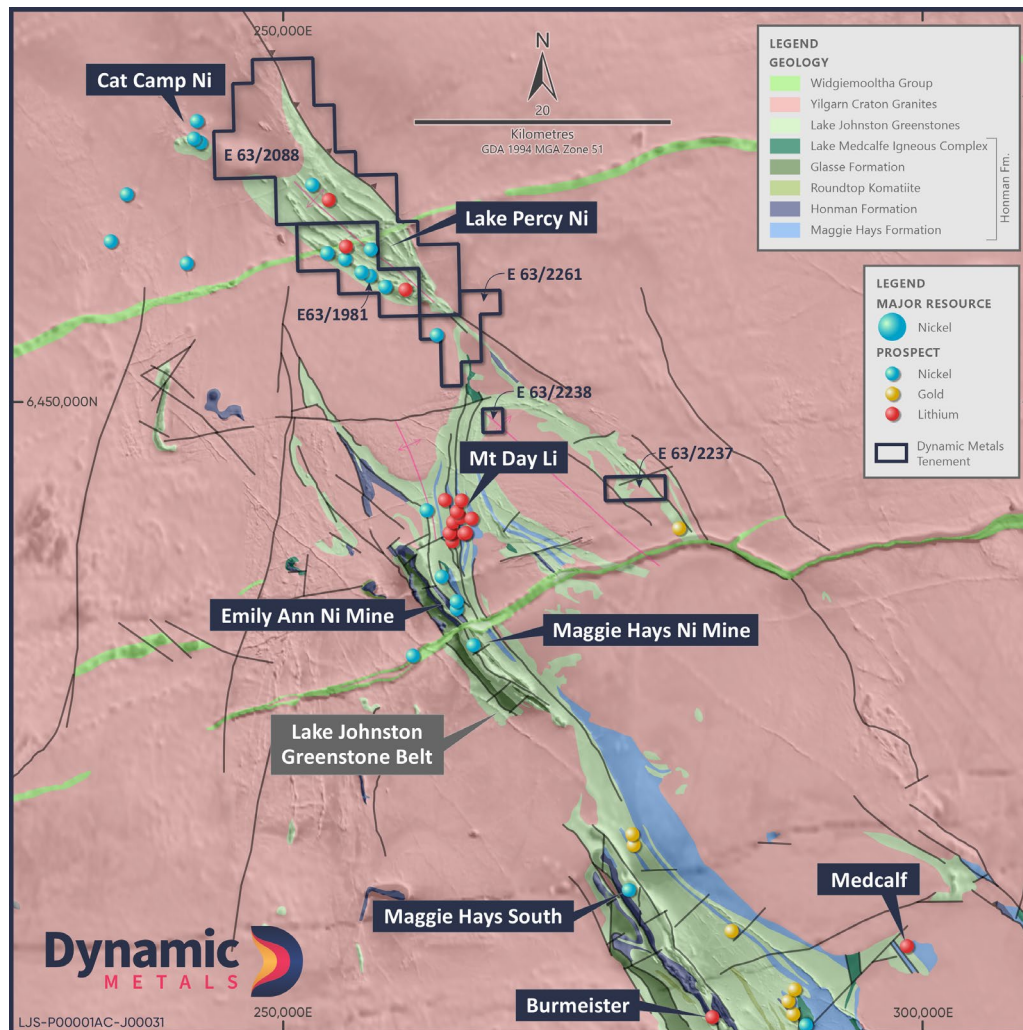 250,000E
Cat Camp Ni
N
20
Kilometres
GDA 1994 MGA Zone 51
LEGEND
GEOLOGY
Widgiemooltha Group
Yilgarn Craton Granites
Lake Johnston Greenstones
Lake Medcalfe Igneous Complex
Glasse Formation
Roundtop Komatiite
Honman Formation
Maggie Hays Formation
Honman Fm.
E 63/2088
Lake Percy Ni
E 63/2261
E63/1981
LEGEND
MAJOR RESOURCE
Nickel
PROSPECT
Nickel
Gold
Lithium
Dynamic Metals
Tenement
6,450,000N
E 63/2238
Mt Day Li
E 63/2237
Emily Ann Ni Mine
Maggie Hays Ni Mine
Lake Johnston
Greenstone Belt
Medcalf
Maggie Hays South
Dynamic
METALS
Burmeister
LJS-P00001AC-J00031
250,000E
300,000E